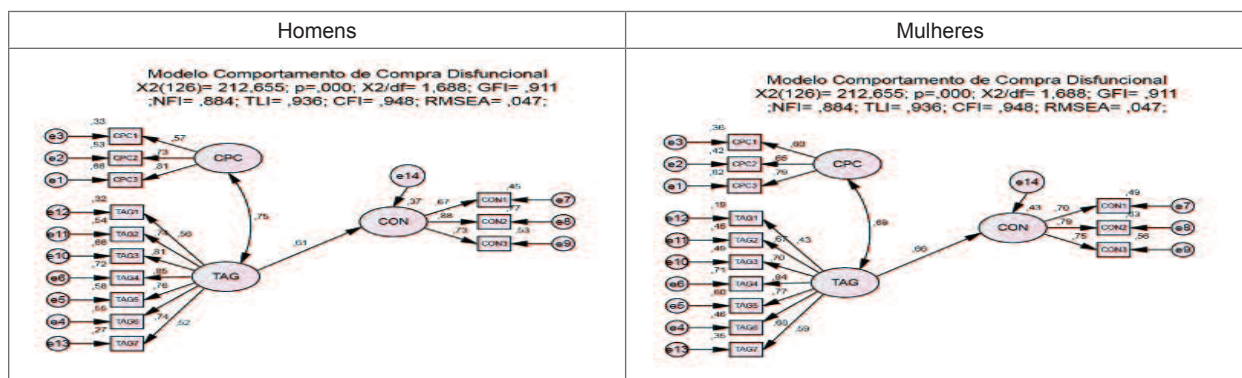 Homens
Mulheres
Modelo Comportamento de Compra Disfuncional
X2(126)= 212,655; p=,000; X2/df= 1,688; GFI= ,911
;NFI= ,884; TLI= ,936; CFI= ,948; RMSEA= ,047;
,33
e3 CPC1 ,57
,53
e2 CPC2 ,73 CPC
,66
e1 CPC3 ,81
,75
,32
e12 TAG1 ,56
,54
e11 TAG2 ,74
,66
e10 TAG3 ,81
,72
e6 TAG4 ,85 TAG
,58
e5 TAG5 ,76
,55
e4 TAG6 ,74
,27
e13 TAG7 ,52
,61
e14
,37
CON
,45
,67 CON1 e7
,77
,88 CON2 e8
,53
,73 CON3 e9
Modelo Comportamento de Compra Disfuncional
X2(126)= 212,655; p=,000; X2/df= 1,688; GFI= ,911
;NFI= ,884; TLI= ,936; CFI= ,948; RMSEA= ,047;
,36
e3 CPC1
,42
e2 CPC2 CPC
,62
e1 CPC3 ,79
,69
,19
e12 TAG1 ,43
,45
e11 TAG2 ,67
e10 TAG3 ,70
,71
e6 TAG4 ,84 TAG
,60
e5 TAG5 ,77
e4 TAG6
,35
e13 TAG7 ,59
,66
e14
,43
CON
,49
,70 CON1 e7
,63
,79 CON2 e8
,56
,75 CON3 e9